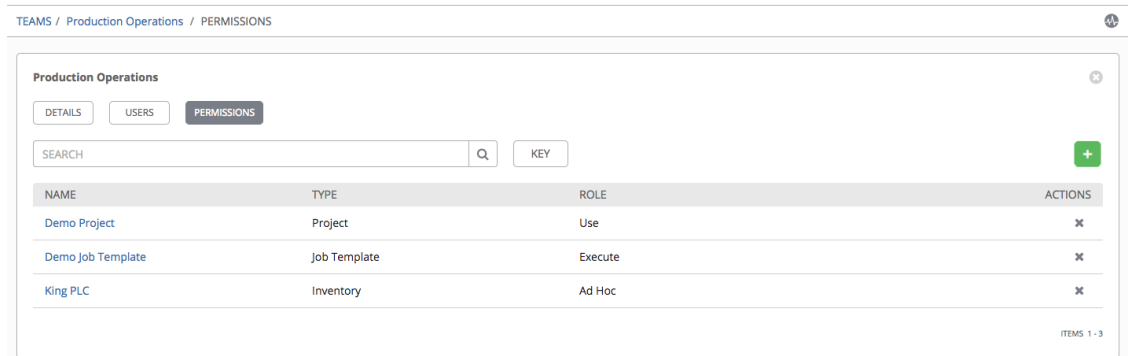 TEAMS / Production Operations / PERMISSIONS
Production Operations
DETAILS USERS PERMISSIONS
SEARCH KEY
NAME TYPE ROLE ACTIONS
Demo Project Project Use
Demo Job Template Job Template Execute
King PLC Inventory Ad Hoc
ITEMS 1 - 3